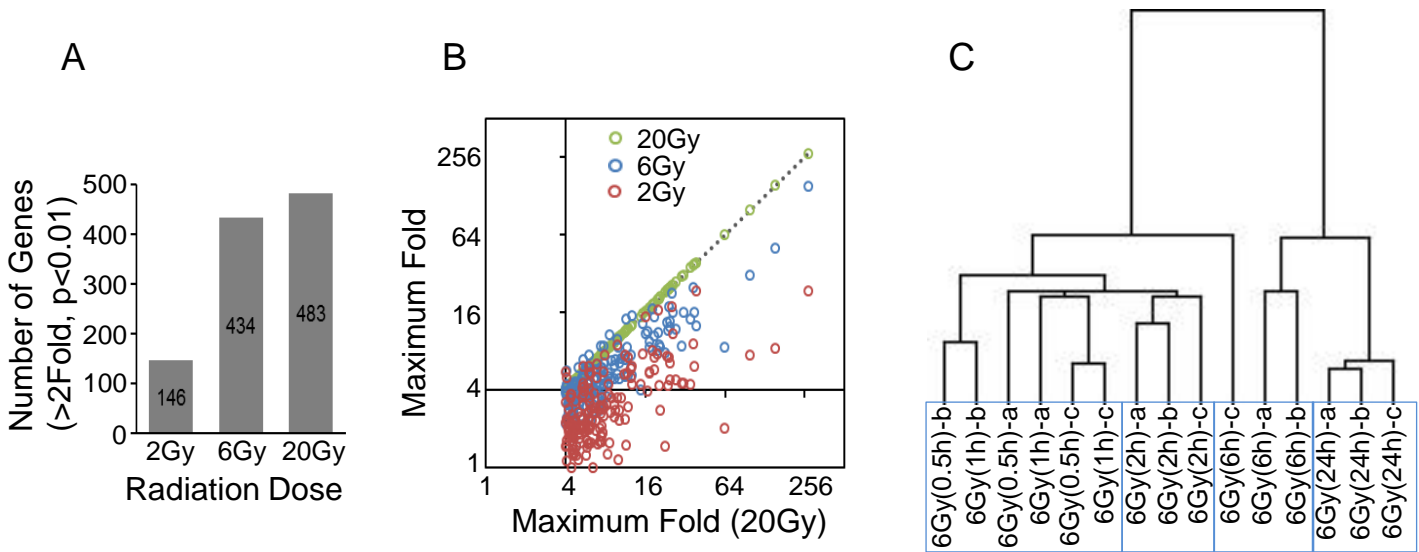 A
Number of Genes
(>2Fold, p<0.01)
500
400
300
200
100
0
146
434
483
2Gy 6Gy 20Gy
Radiation Dose
B
Maximum Fold
256
64
16
4
1
20Gy
6Gy
2Gy
1 4 16 64 256
Maximum Fold (20Gy)
C
6Gy(0.5h)-b
6Gy(1h)-b
6Gy(0.5h)-a
6Gy(1h)-a
6Gy(0.5h)-c
6Gy(1h)-c
6Gy(2h)-a
6Gy(2h)-b
6Gy(2h)-c
6Gy(6h)-c
6Gy(6h)-a
6Gy(6h)-b
6Gy(24h)-a
6Gy(24h)-b
6Gy(24h)-c